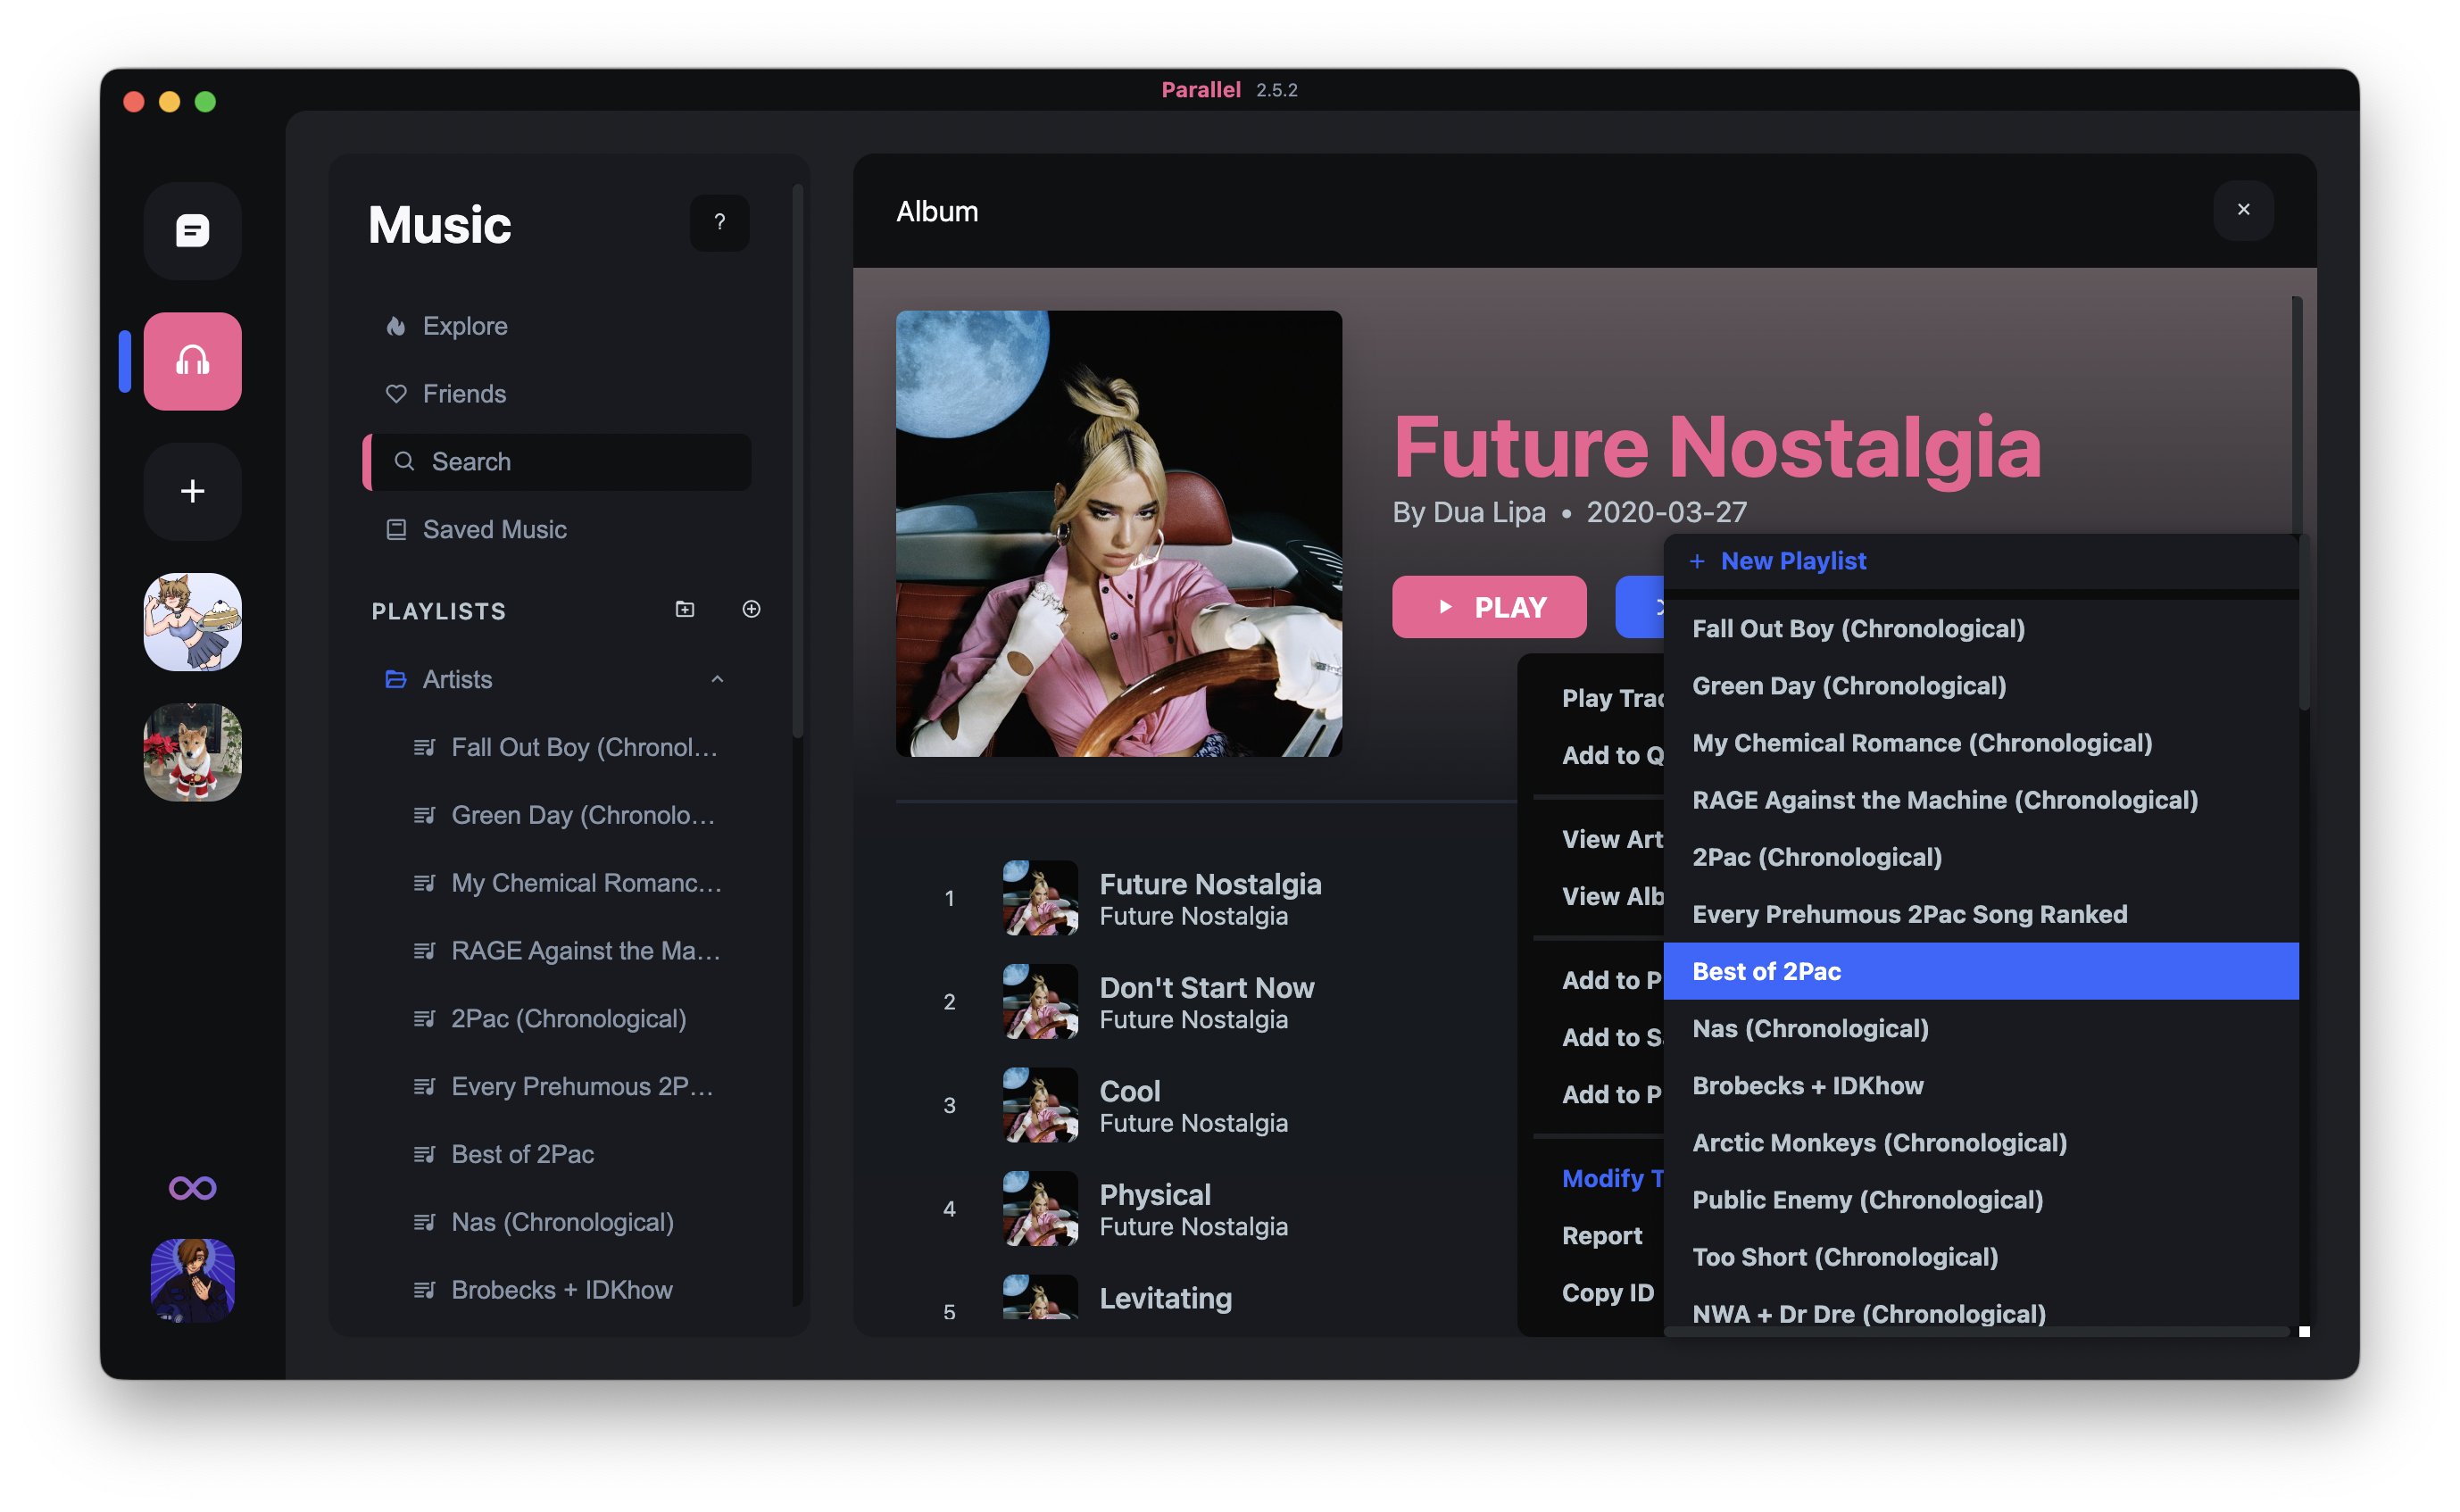 Parallel 2.5.2
Music
?
Explore
Friends
Search
Saved Music
PLAYLISTS
Artists
Fall Out Boy (Chronol...
Green Day (Chronolo...
My Chemical Romanc...
RAGE Against the Ma...
2Pac (Chronological)
Every Prehumous 2P...
Best of 2Pac
Nas (Chronological)
Brobecks + IDKhow
Album
Future Nostalgia
By Dua Lipa • 2020-03-27
PLAY
1
Future Nostalgia
Future Nostalgia
2
Don't Start Now
Future Nostalgia
3
Cool
Future Nostalgia
4
Physical
Future Nostalgia
5
Levitating
Play Trac
Add to Q
View Art
View Alb
Add to P
Add to S
Add to P
Modify T
Report
Copy ID
+ New Playlist
Fall Out Boy (Chronological)
Green Day (Chronological)
My Chemical Romance (Chronological)
RAGE Against the Machine (Chronological)
2Pac (Chronological)
Every Prehumous 2Pac Song Ranked
Best of 2Pac
Nas (Chronological)
Brobecks + IDKhow
Arctic Monkeys (Chronological)
Public Enemy (Chronological)
Too Short (Chronological)
NWA + Dr Dre (Chronological)